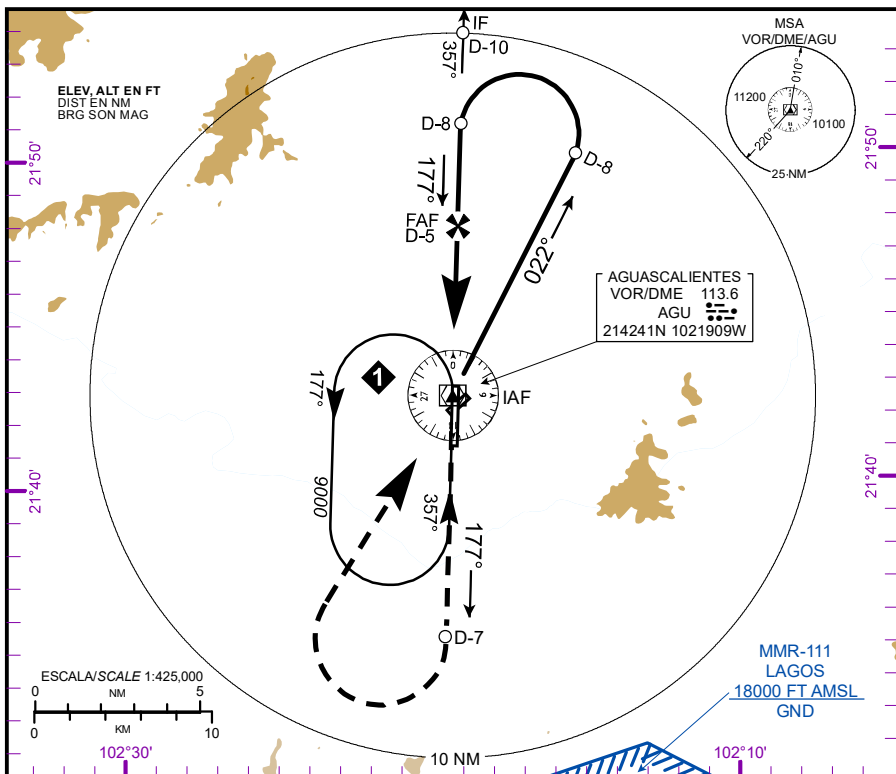 ELEV, ALT EN FT
DIST EN NM
BRG SON MAG
IF
D-10
357°
MSA
VOR/DME/AGU
010°
11200
10100
220°
25 NM
21°50'
21°50'
D-8
D-8
177°
FAF
D-5
022°
AGUASCALIENTES
VOR/DME 113.6
AGU
214241N 1021909W
1
177°
0
27
9
IAF
9000
357°
177°
21°40'
21°40'
D-7
ESCALA/SCALE 1:425,000
0 NM 5
0 KM 10
MMR-111
LAGOS
18000 FT AMSL
GND
102°30'
10 NM
102°10'